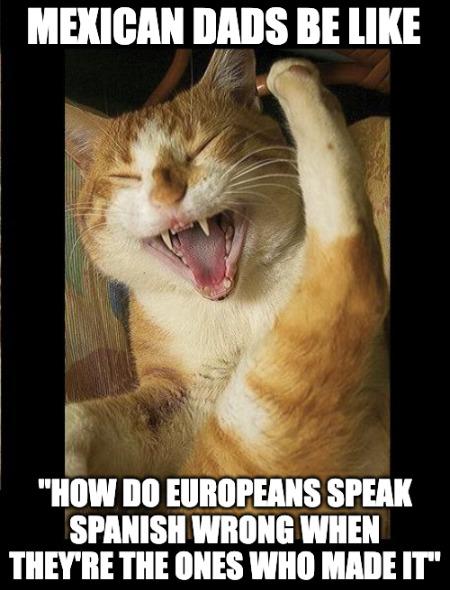 MEXICAN DADS BE LIKE
"HOW DO EUROPEANS SPEAK
SPANISH WRONG WHEN
THEY'RE THE ONES WHO MADE IT"